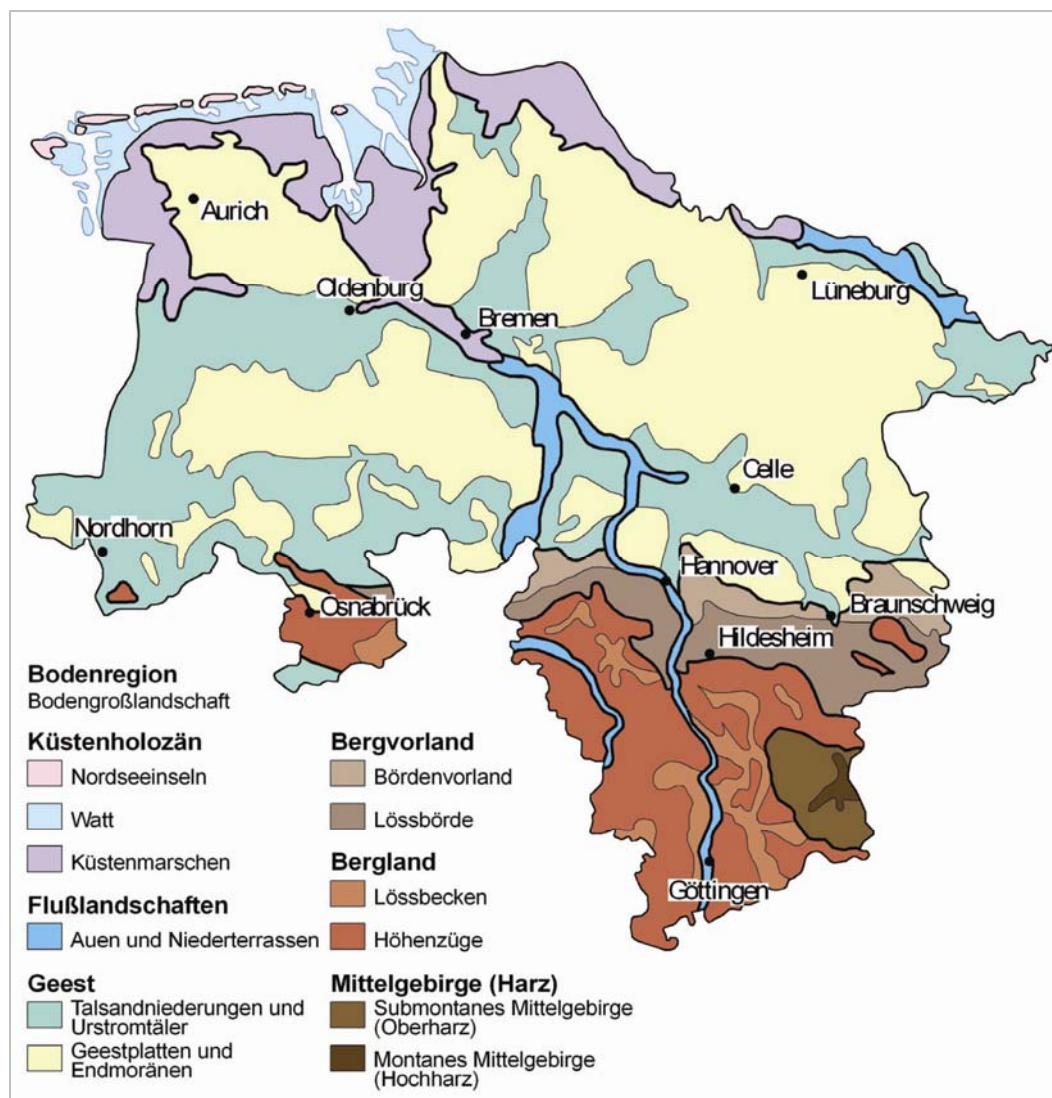 Aurich
Oldenburg
Bremen
Lüneburg
Celle
Nordhorn
Osnabrück
Hannover
Braunschweig
Hildesheim
Göttingen
Bodenregion
Bodengroßlandschaft
Küstenholozän
Nordseeinseln
Watt
Küstenmarschen
Flußlandschaften
Auen und Niederterrassen
Geest
Talsandniederungen und
Urstromtäler
Geestplatten und
Endmoränen
Bergvorland
Bördenvorland
Lössbörde
Bergland
Lössbecken
Höhenzüge
Mittelgebirge (Harz)
Submontanes Mittelgebirge
(Oberharz)
Montanes Mittelgebirge
(Hochharz)